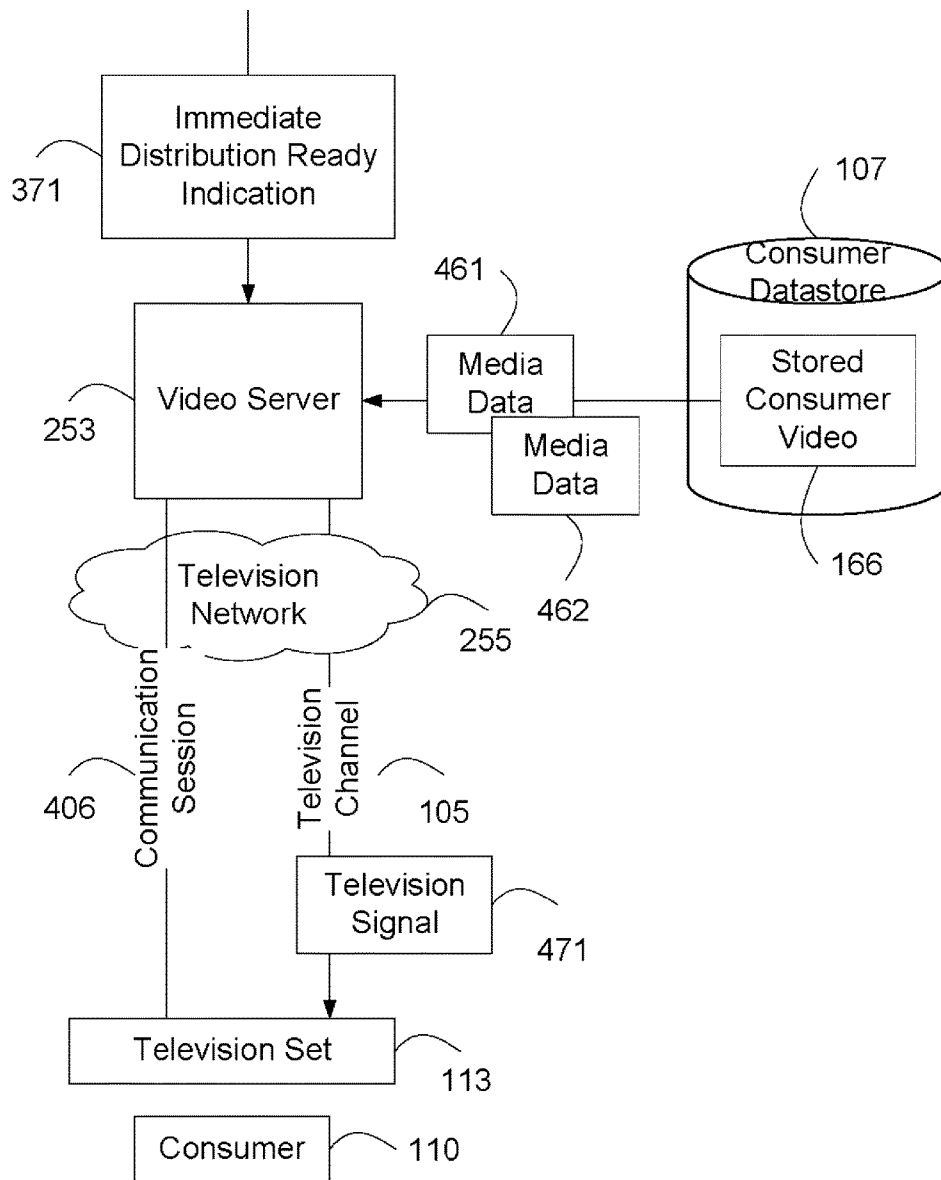 Immediate
Distribution Ready
Indication
371
107
Consumer
Datastore
461
Media
Data
Stored
Consumer
Video
Video Server
253
Media
Data
462
166
Television
Network
255
Communication
Session
406
Television
Channel
105
Television
Signal
471
Television Set
113
Consumer
110